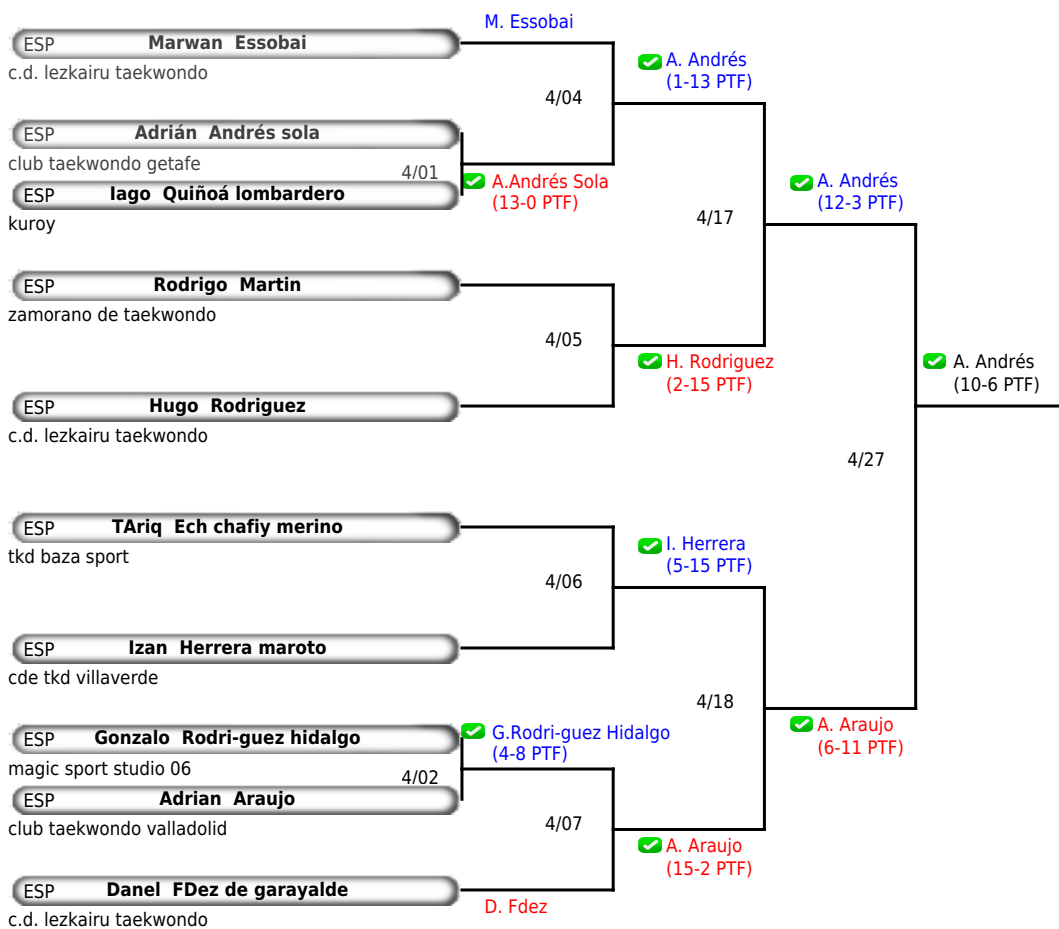 M. Essobai
ESP Marwan Essobai
c.d. lezkairu taekwondo
A. Andrés
(1-13 PTF)
4/04
ESP Adrián Andrés sola
club taekwondo getafe
4/01
A.Andrés Sola
(13-0 PTF)
ESP Iago Quiñoá lombardero
kuroy
A. Andrés
(12-3 PTF)
4/17
ESP Rodrigo Martin
zamorano de taekwondo
4/05
H. Rodriguez
(2-15 PTF)
A. Andrés
(10-6 PTF)
ESP Hugo Rodriguez
c.d. lezkairu taekwondo
4/27
ESP TAriq Ech chafiy merino
tkd baza sport
I. Herrera
(5-15 PTF)
4/06
ESP Izan Herrera maroto
cde tkd villaverde
4/18
A. Araujo
(6-11 PTF)
ESP Gonzalo Rodri-guez hidalgo
G.Rodri-guez Hidalgo
(4-8 PTF)
magic sport studio 06
4/02
ESP Adrian Araujo
club taekwondo valladolid
4/07
A. Araujo
(15-2 PTF)
ESP Danel FDez de garayalde
D. Fdez
c.d. lezkairu taekwondo